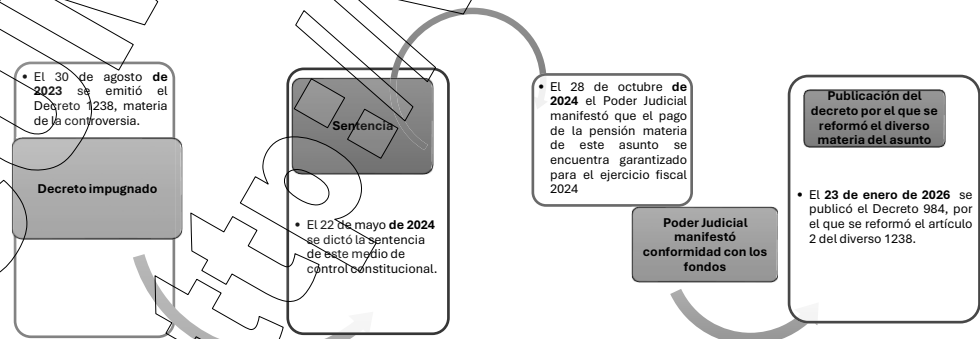 • El 30 de agosto de
2023 se emitió el
Decreto 1238, materia
de la controversia.
Decreto impugnado
Sentencia
• El 22 de mayo de 2024
se dictó la sentencia
de este medio de
control constitucional.
• El 28 de octubre de
2024 el Poder Judicial
manifestó que el pago
de la pensión materia
de este asunto se
encuentra garantizado
para el ejercicio fiscal
2024
Poder Judicial
manifestó
conformidad con los
fondos
Publicación del
decreto por el que se
reformó el diverso
materia del asunto
• El 23 de enero de 2026 se
publicó el Decreto 984, por
el que se reformó el artículo
2 del diverso 1238.